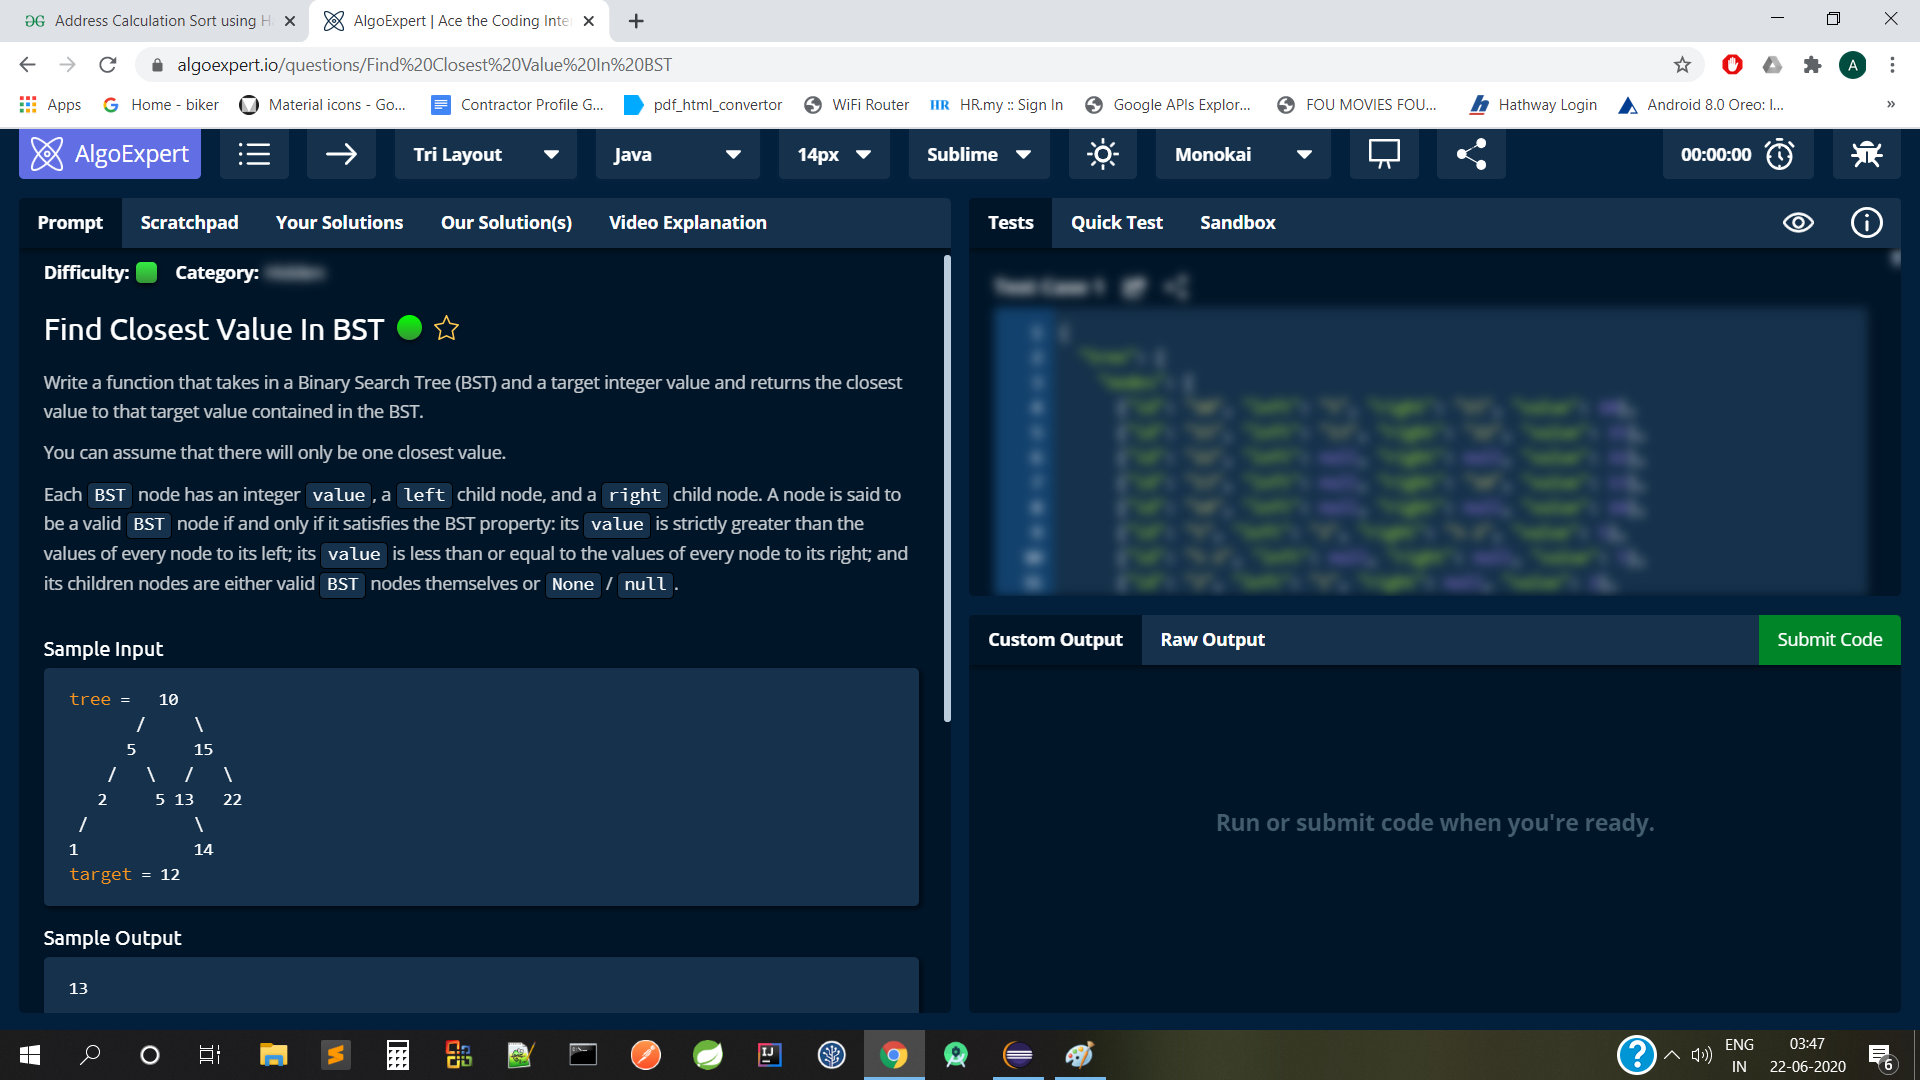 Address Calculation Sort using H
AlgoExpert | Ace the Coding Inte
algoexpert.io/questions/Find%20Closest%20Value%20In%20BST
A
Apps
Home - biker
Material icons - Go...
Contractor Profile G...
pdf_html_convertor
WiFi Router
HR.my :: Sign In
Google APIs Explor...
FOU MOVIES FOU...
Hathway Login
Android 8.0 Oreo: I...
»
AlgoExpert
Tri Layout
Java
14px
Sublime
Monokai
00:00:00
Prompt
Scratchpad
Your Solutions
Our Solution(s)
Video Explanation
Difficulty:
Category:
Find Closest Value In BST
Write a function that takes in a Binary Search Tree (BST) and a target integer value and returns the closest
value to that target value contained in the BST.
You can assume that there will only be one closest value.
Each BST node has an integer value , a left child node, and a right child node. A node is said to
be a valid BST node if and only if it satisfies the BST property: its value is strictly greater than the
values of every node to its left; its value is less than or equal to the values of every node to its right; and
its children nodes are either valid BST nodes themselves or None / null .
Sample Input
tree =   10
       /     \
      5      15
    /   \   /   \
   2     5 13   22
 /           \
1            14
target = 12
Sample Output
13
Tests
Quick Test
Sandbox
Custom Output
Raw Output
Submit Code
Run or submit code when you're ready.
ENG
IN
03:47
22-06-2020
6